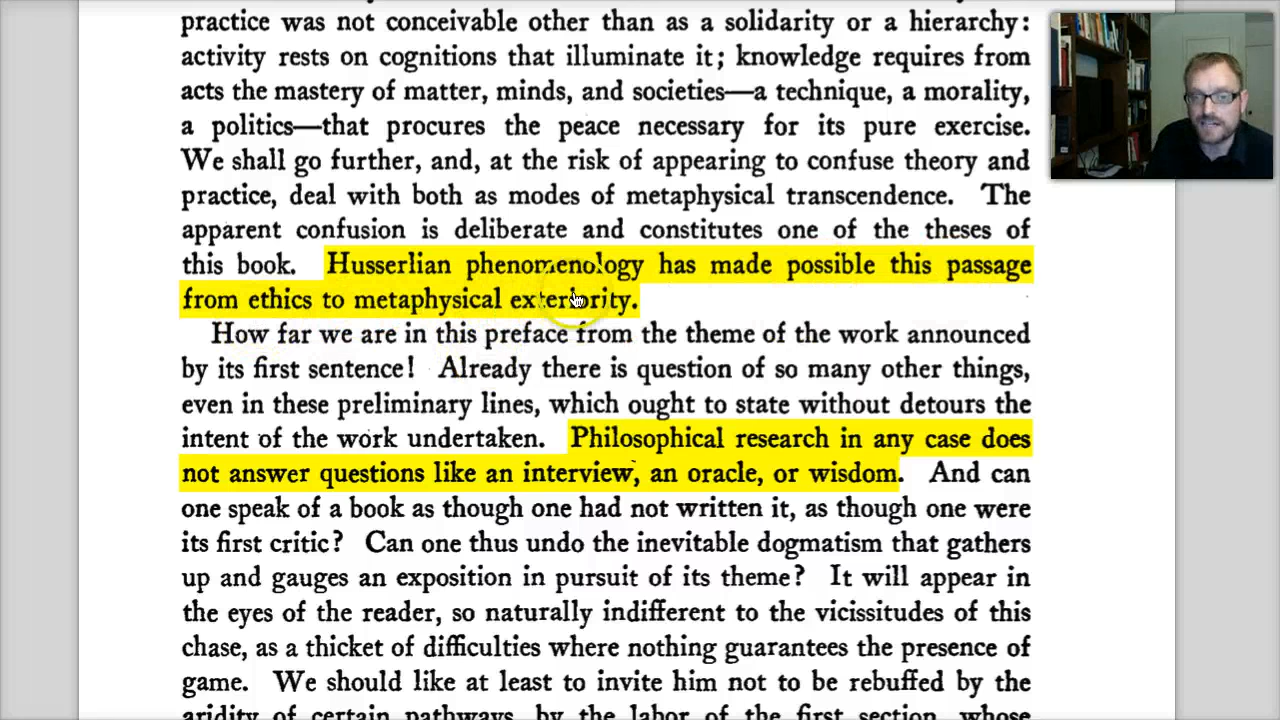 practice was not conceivable other than as a solidarity or a hierarchy:
activity rests on cognitions that illuminate it; knowledge requires from
acts the mastery of matter, minds, and societies—a technique, a morality,
a politics—that procures the peace necessary for its pure exercise.
We shall go further, and, at the risk of appearing to confuse theory and
practice, deal with both as modes of metaphysical transcendence. The
apparent confusion is deliberate and constitutes one of the theses of
this book. Husserlian phenomenology has made possible this passage
from ethics to metaphysical exteriority.
How far we are in this preface from the theme of the work announced
by its first sentence! Already there is question of so many other things,
even in these preliminary lines, which ought to state without detours the
intent of the work undertaken. Philosophical research in any case does
not answer questions like an interview, an oracle, or wisdom. And can
one speak of a book as though one had not written it, as though one were
its first critic? Can one thus undo the inevitable dogmatism that gathers
up and gauges an exposition in pursuit of its theme? It will appear in
the eyes of the reader, so naturally indifferent to the vicissitudes of this
chase, as a thicket of difficulties where nothing guarantees the presence of
game. We should like at least to invite him not to be rebuffed by the
aridity of certain pathways, by the labor of the first section, whose